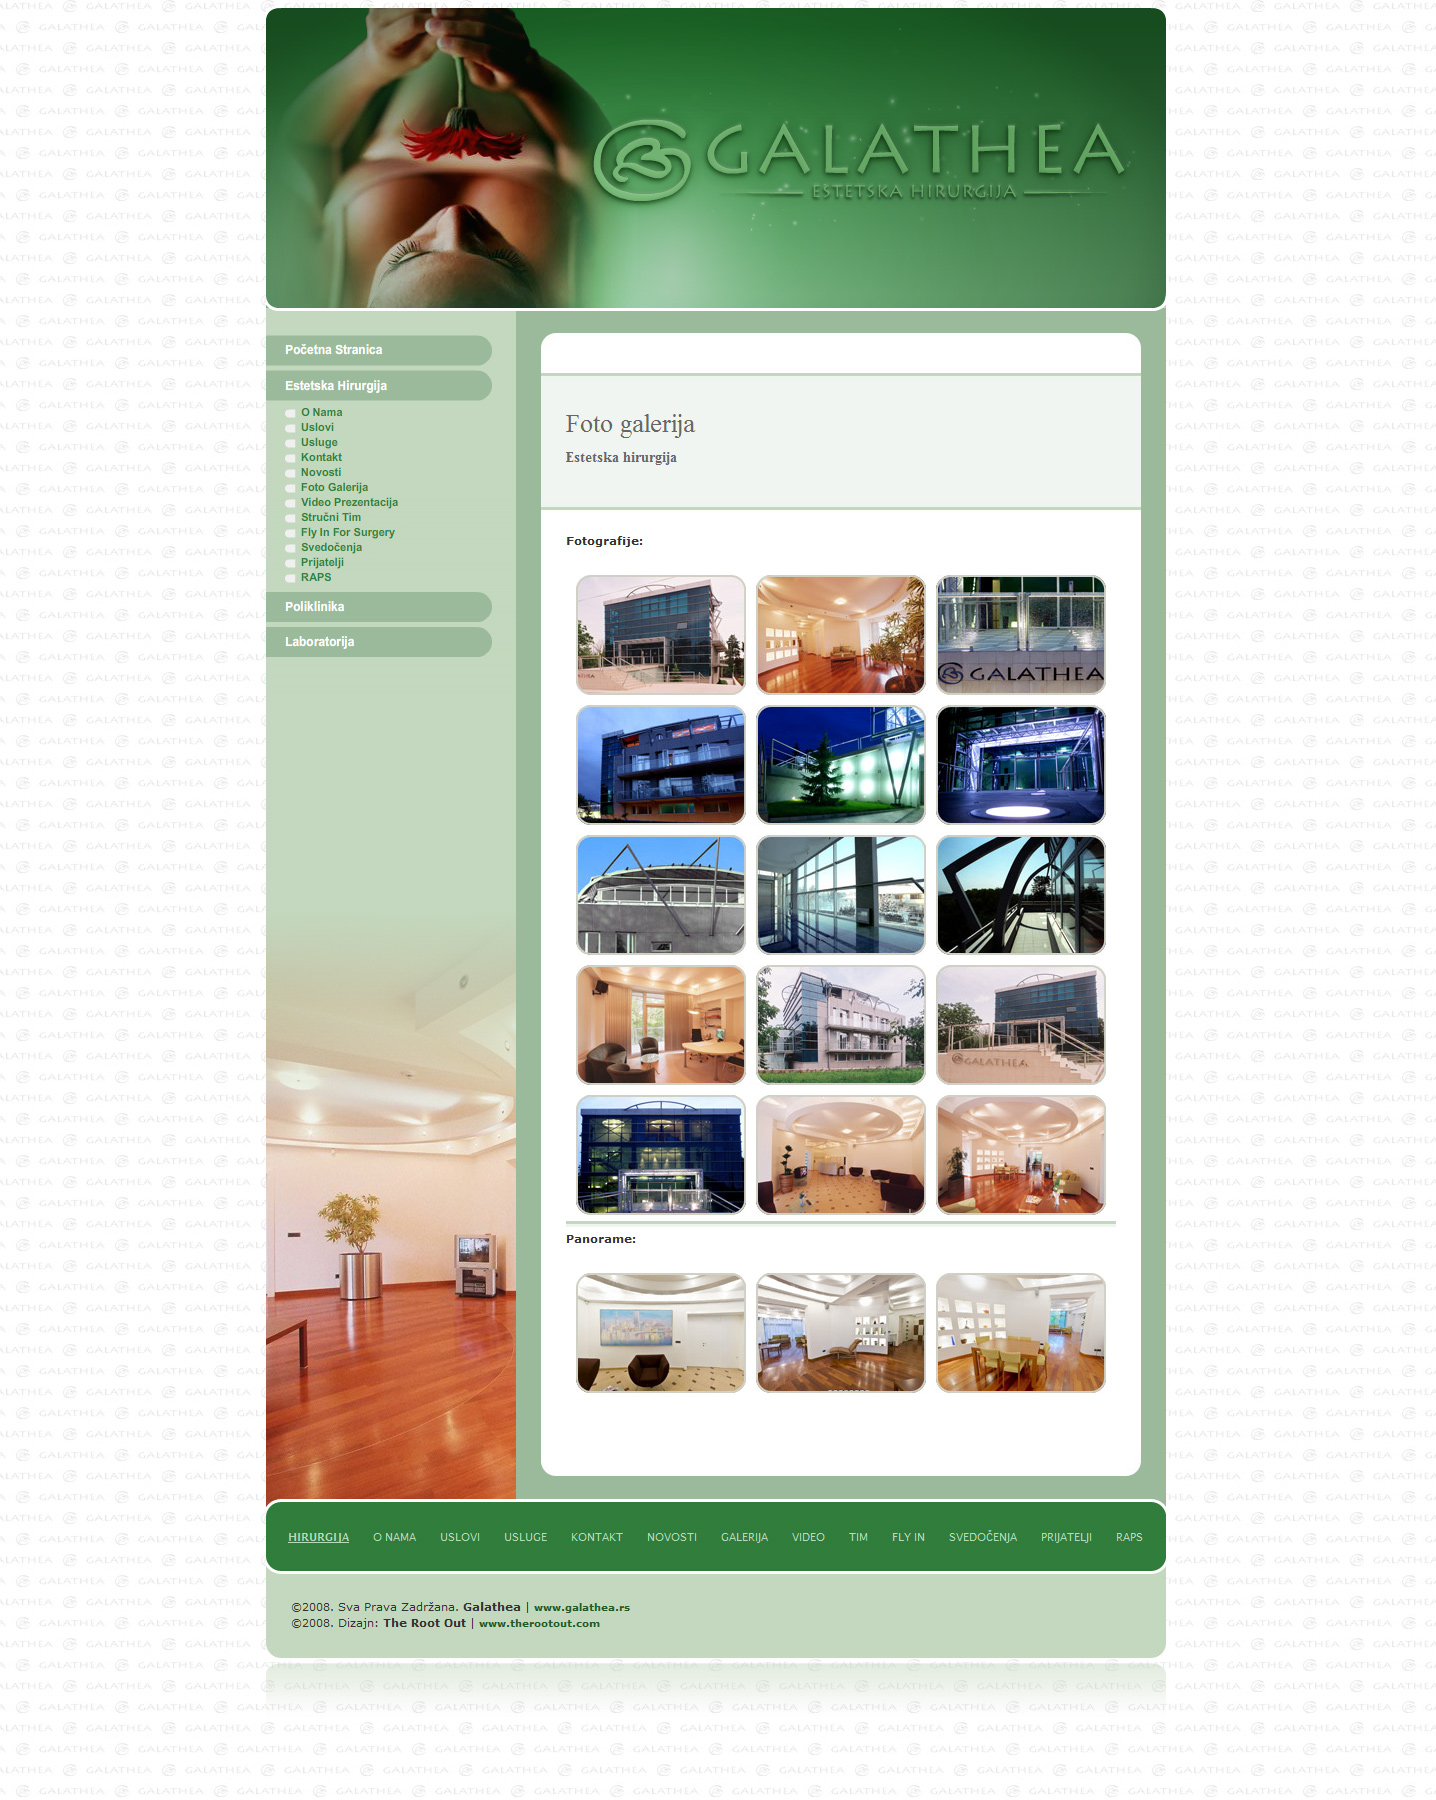 GALATHEA
ESTETSKA HIRURGIJA
Početna Stranica
Estetska Hirurgija
O Nama
Uslovi
Usluge
Kontakt
Novosti
Foto Galerija
Video Prezentacija
Stručni Tim
Fly In For Surgery
Svedočenja
Prijatelji
RAPS
Poliklinika
Laboratorija
Foto galerija
Estetska hirurgija
Fotografije:
GALATHEA
GALATHEA
Panorame:
HIRURGIJA O NAMA USLOVI USLUGE KONTAKT NOVOSTI GALERIJA VIDEO TIM FLY IN SVEDOČENJA PRIJATELJI RAPS
©2008. Sva Prava Zadržana. Galathea | www.galathea.rs
©2008. Dizajn: The Root Out | www.therootout.com